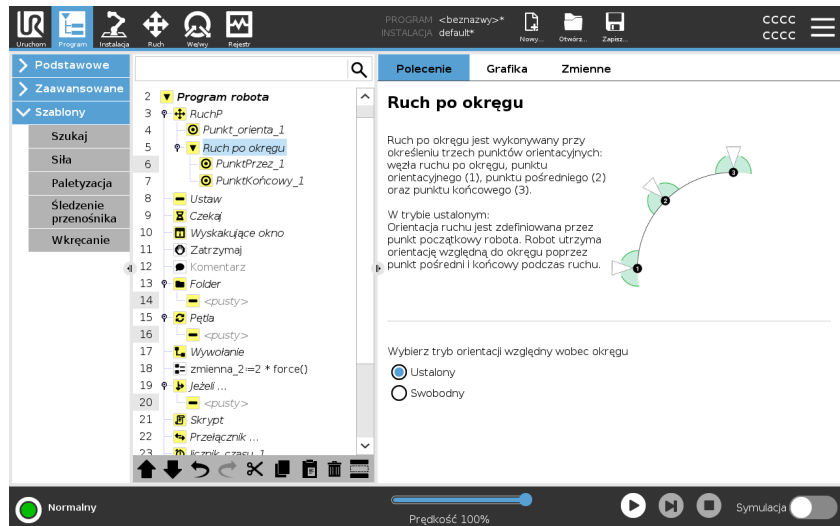 Uruchom
Program
Instalacja
Ruch
We/wy
Rejestr
PROGRAM <beznazwy>*
INSTALACJA default*
Nowy...
Otwórz...
Zapisz...
CCCC
CCCC
Podstawowe
Zaawansowane
Szablony
Szukaj
Siła
Paletyzacja
Śledzenie
przenośnika
Wkręcanie
2 Program robota
3 RuchP
4 Punkt_orienta_1
5 Ruch po okręgu
6 PunktPrzez_1
7 PunktKońcowy_1
8 Ustaw
9 Czekaj
10 Wyskakujące okno
11 Zatrzymaj
12 Komentarz
13 Folder
14 <pusty>
15 Pętla
16 <pusty>
17 Wywołanie
18 zmienna_2:=2 * force()
19 Jeżeli ...
20 <pusty>
21 Skrypt
22 Przełącznik ...
23 licznik_czasu_1
Polecenie Grafika Zmienne
Ruch po okręgu
Ruch po okręgu jest wykonywany przy
określeniu trzech punktów orientacyjnych:
węzła ruchu po okręgu, punktu
orientacyjnego (1), punktu pośredniego (2)
oraz punktu końcowego (3).
W trybie ustalonym:
Orientacja ruchu jest zdefiniowana przez
punkt początkowy robota. Robot utrzyma
orientację względną do okręgu poprzez
punkt pośredni i końcowy podczas ruchu.
1
2
3
Wybierz tryb orientacji względny wobec okręgu
Ustalony
Swobodny
Normalny
Prędkość 100%
Symulacja